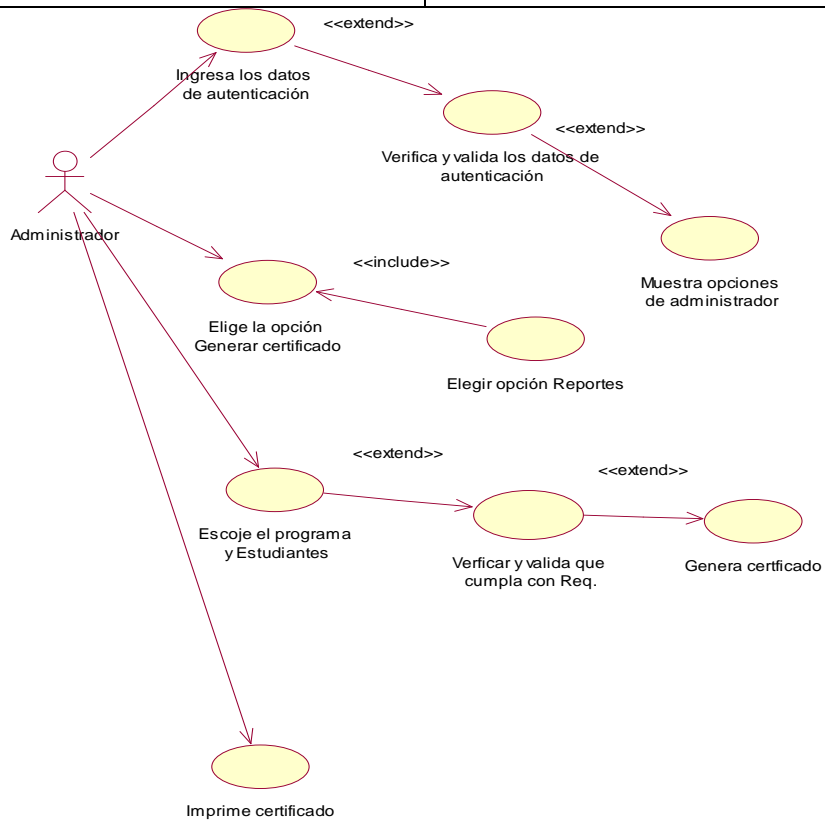 <<extend>>
Ingresa los datos
de autenticación
<<extend>>
Verifica y valida los datos de
autenticación
Administrador
<<include>>
Muestra opciones
de administrador
Elige la opción
Generar certificado
Elegir opción Reportes
<<extend>>
<<extend>>
Escoje el programa
y Estudiantes
Verficar y valida que
cumpla con Req.
Genera certficado
Imprime certificado